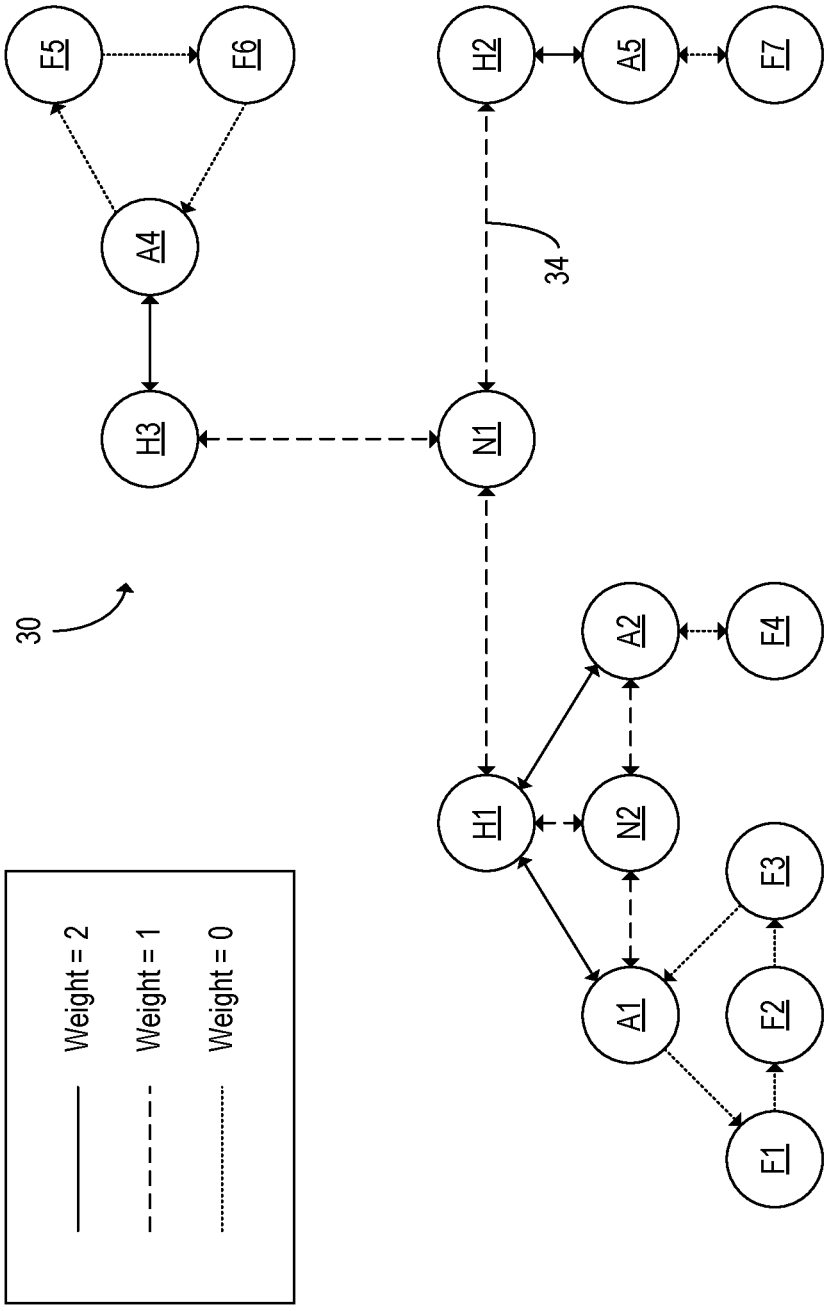 Weight = 2
Weight = 1
Weight = 0
30
34
F5
F6
A4
H3
H2
A5
F7
N1
H1
A2
F4
N2
A1
F3
F2
F1